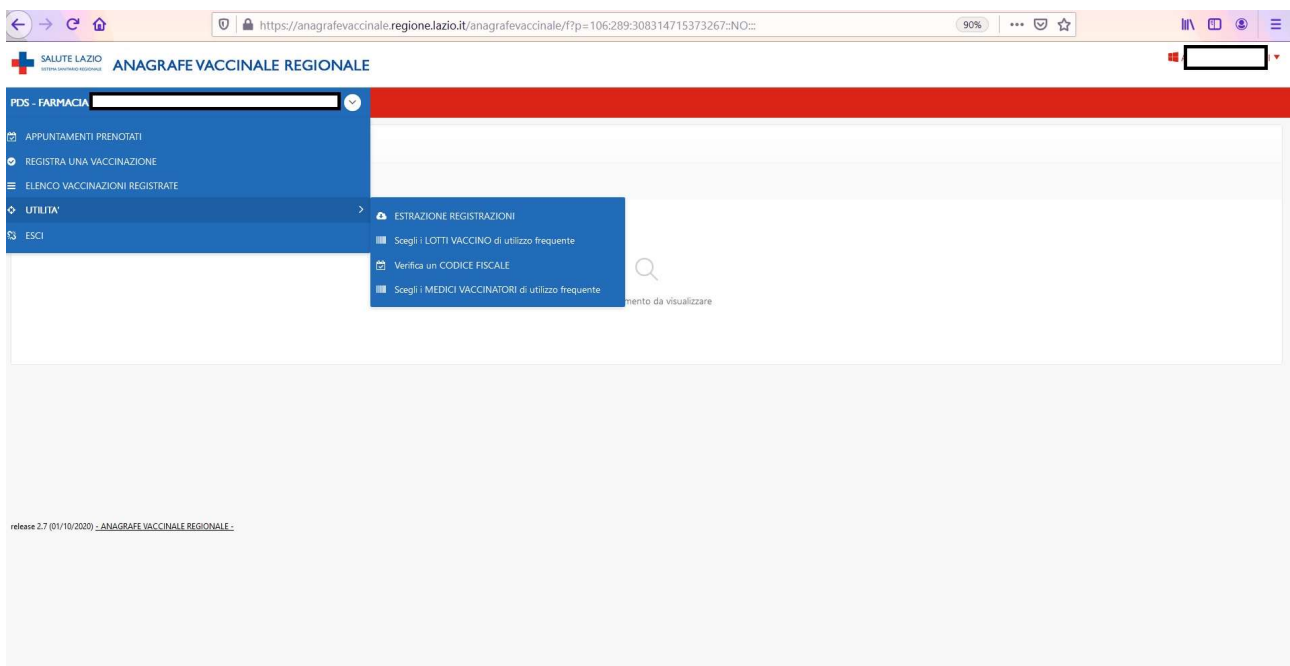 https://anagrafevaccinale.regione.lazio.it/anagrafevaccinale/f?p=106:289:308314715373267::NO:::
90%
SALUTE LAZIO
SISTEMA SANITARIO REGIONALE
ANAGRAFE VACCINALE REGIONALE
PDS - FARMACIA
APPUNTAMENTI PRENOTATI
REGISTRA UNA VACCINAZIONE
ELENCO VACCINAZIONI REGISTRATE
UTILITA'
ESCI
ESTRAZIONE REGISTRAZIONI
Scegli i LOTTI VACCINO di utilizzo frequente
Verifica un CODICE FISCALE
Scegli i MEDICI VACCINATORI di utilizzo frequente
mento da visualizzare
release 2.7 (01/10/2020) - ANAGRAFE VACCINALE REGIONALE -